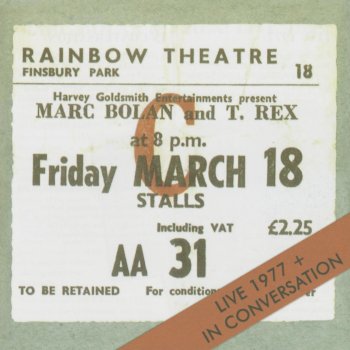 RAINBOW THEATRE
FINSBURY PARK 18
Harvey Goldsmith Entertainments present
MARC BOLAN and T. REX
C
at 8 p.m.
Friday MARCH 18
STALLS
Including VAT £2.25
AA 31
TO BE RETAINED For condition
LIVE 1977 +
IN CONVERSATION